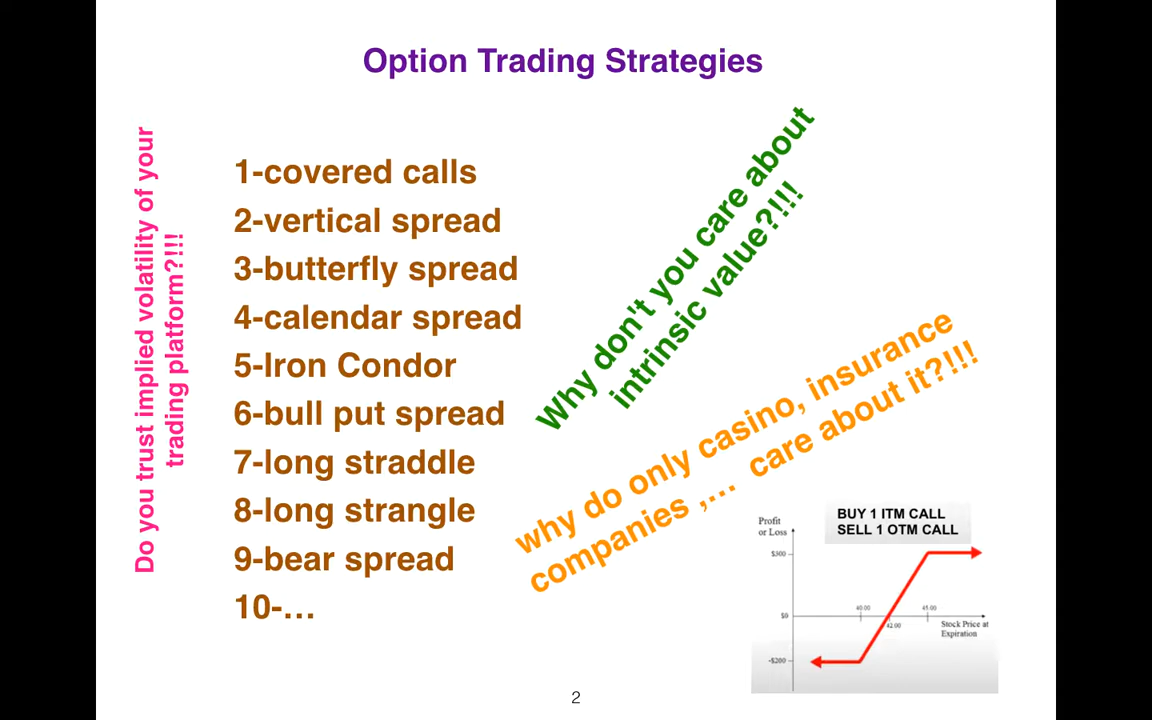 Option Trading Strategies
Do you trust implied volatility of your
trading platform?!!!
1-covered calls
2-vertical spread
3-butterfly spread
4-calendar spread
5-Iron Condor
6-bull put spread
7-long straddle
8-long strangle
9-bear spread
10-...
Why don't you care about
intrinsic value?!!!
why do only casino, insurance
companies ,... care about it?!!!
BUY 1 ITM CALL
SELL 1 OTM CALL
Profit
or Loss
$300
$0
-$200
40.00
42.00
45.00
Stock Price at
Expiration
2